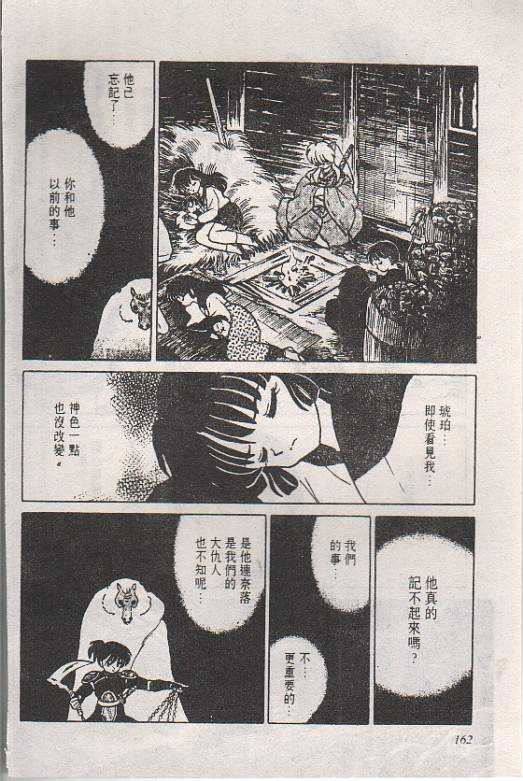 他已
忘記了…
你和他
以前的事…
琥珀…
即使看見我…
神色一點
也沒改變。
他真的
記不起來嗎？
我們
的事…
不…
更重要的…
是他連奈落
是我們的
大仇人
也不知呢…
162